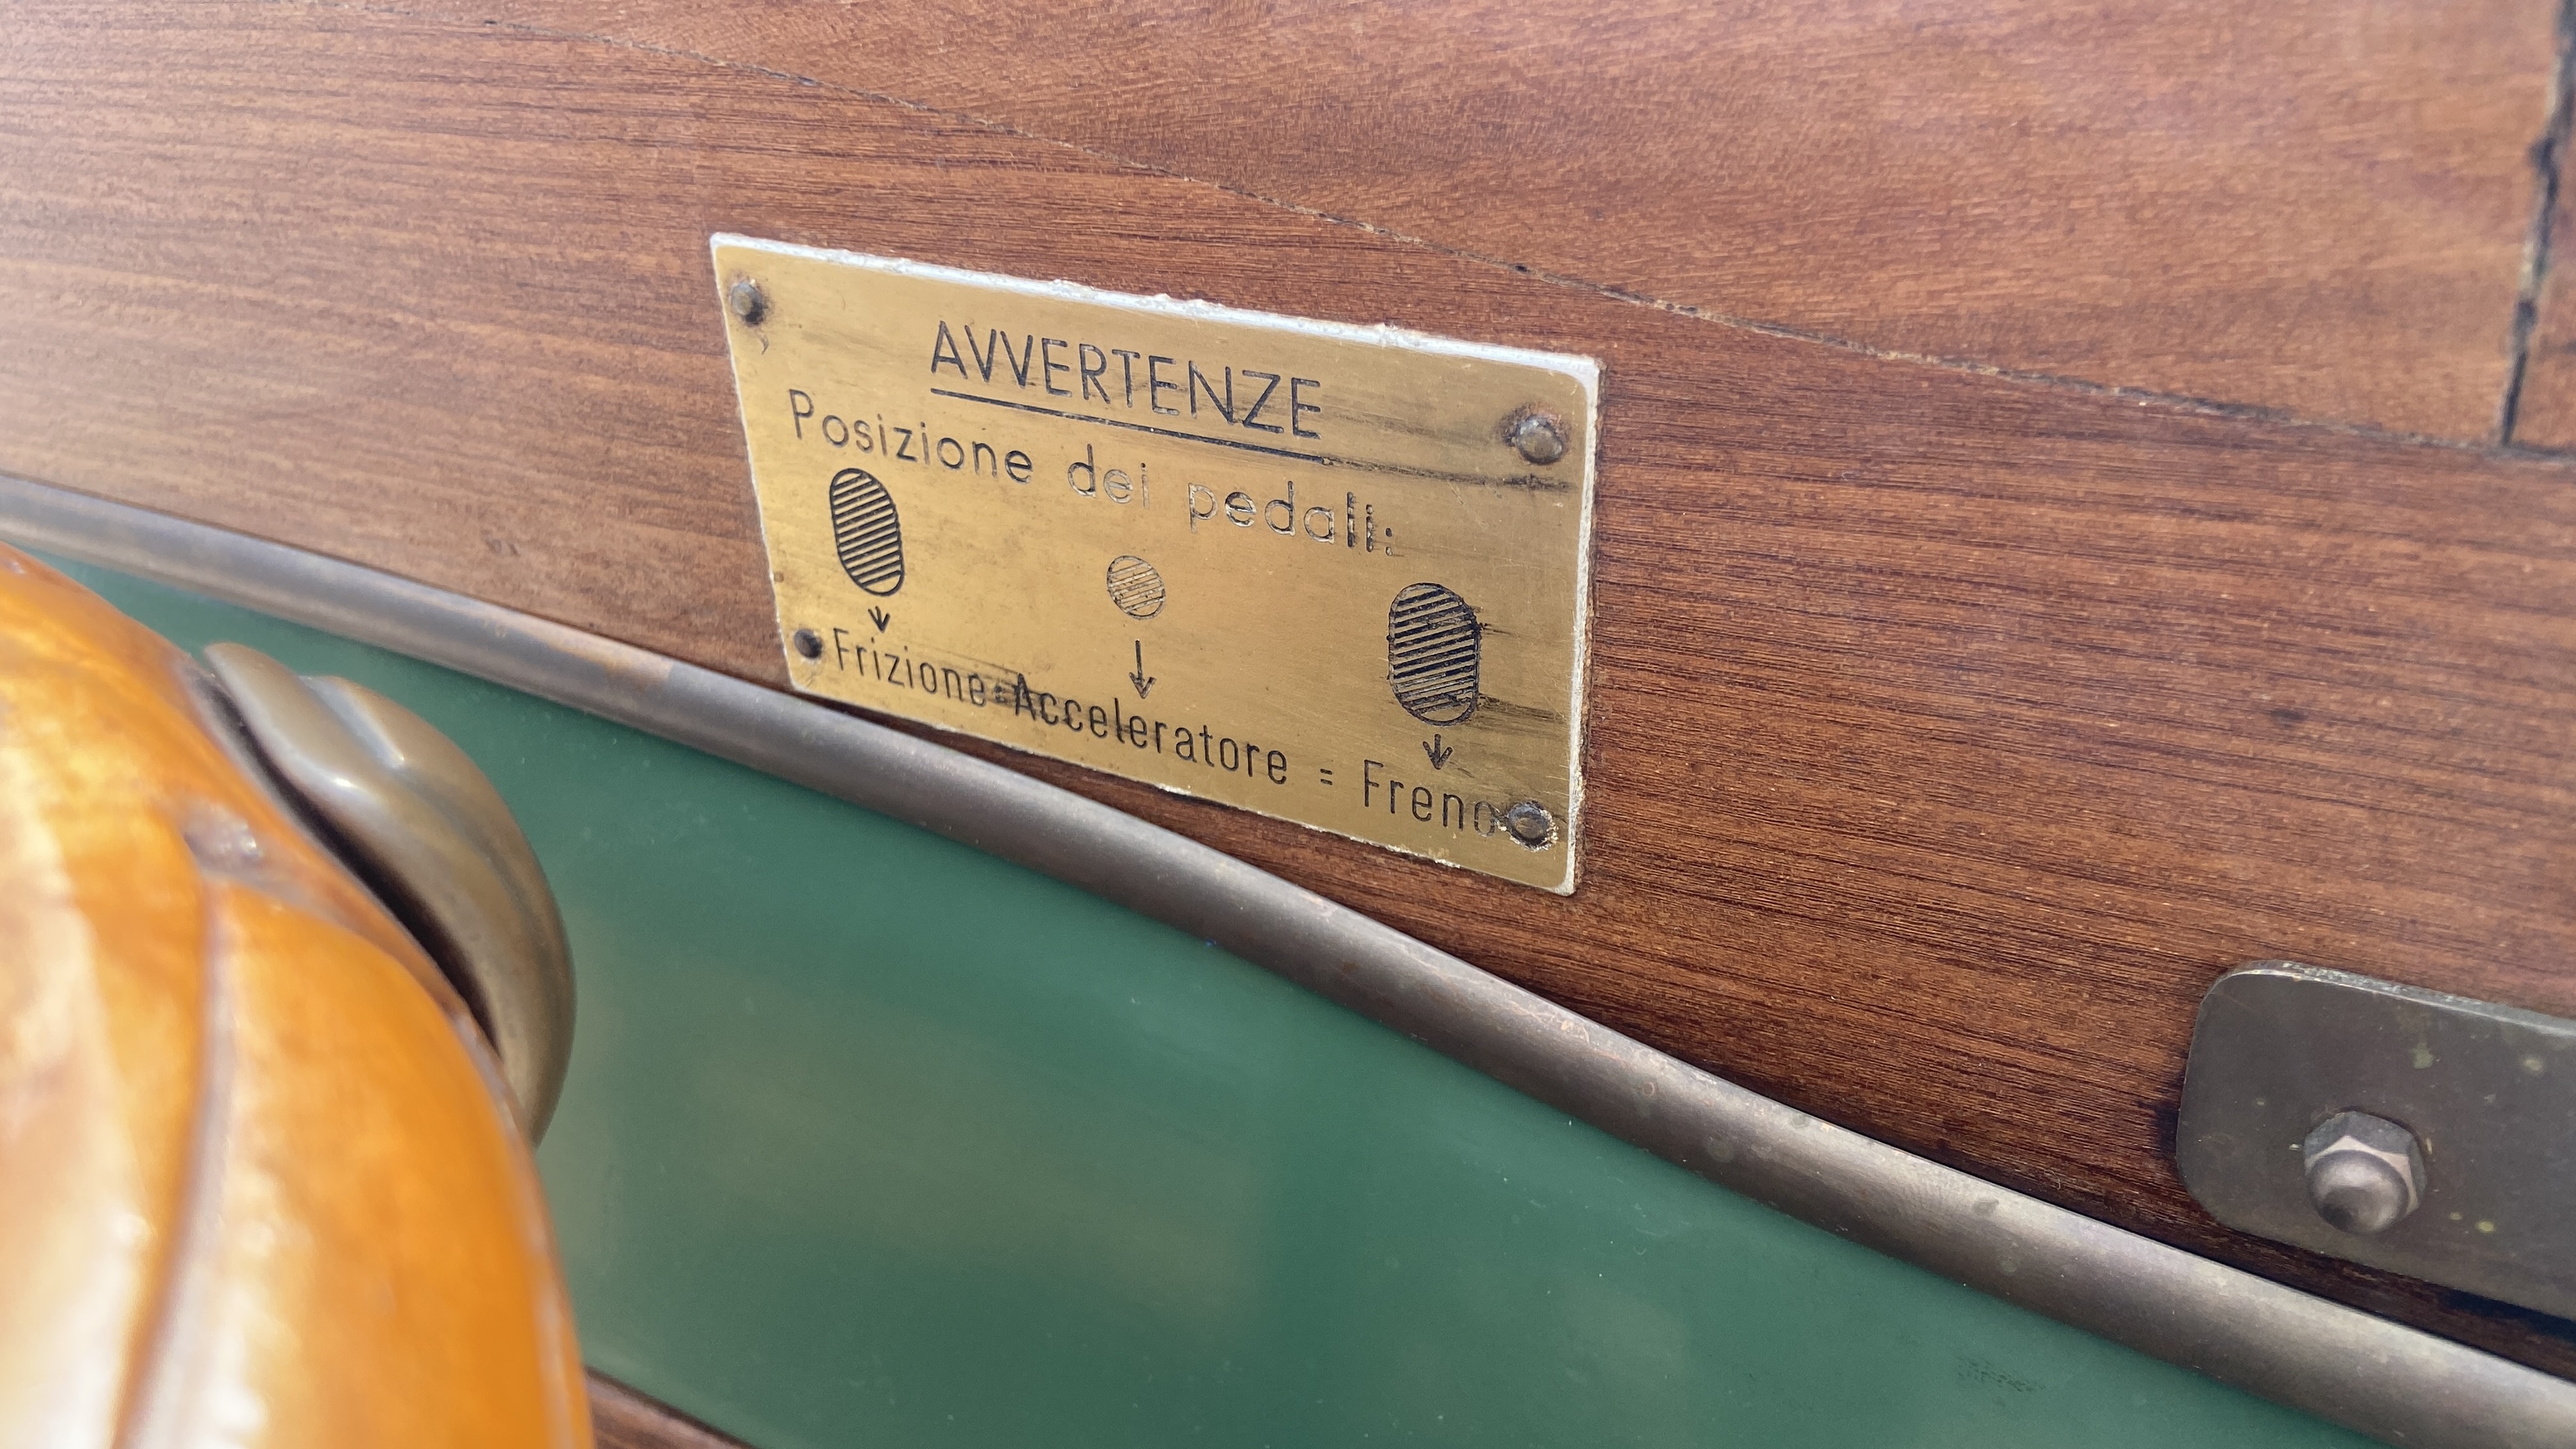 AVVERTENZE
Posizione dei pedali:
Frizione=Acceleratore = Freno